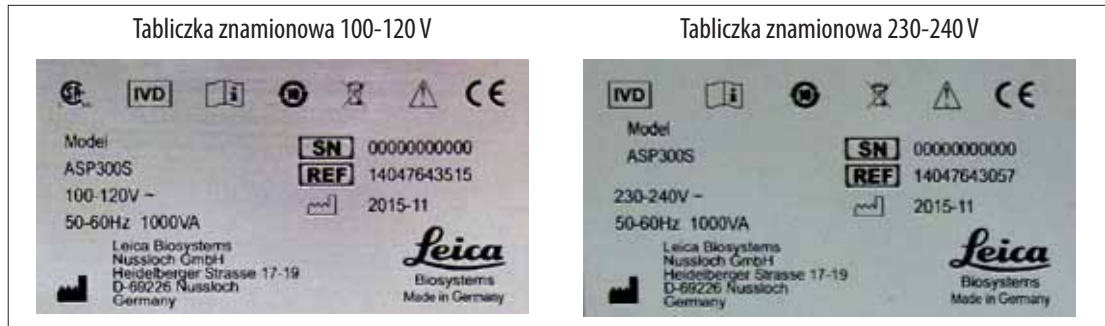 Tabliczka znamionowa 100-120 V
IVD
Model
ASP300S
100-120V ~
50-60Hz 1000VA
SN 00000000000
REF 14047643515
2015-11
Leica Biosystems
Nussloch GmbH
Heidelberger Strasse 17-19
D-69226 Nussloch
Germany
Leica
Biosystems
Made in Germany
Tabliczka znamionowa 230-240 V
IVD
Model
ASP300S
230-240V ~
50-60Hz 1000VA
SN 00000000000
REF 14047643057
2015-11
Leica Biosystems
Nussloch GmbH
Heidelberger Strasse 17-19
D-69226 Nussloch
Germany
Leica
Biosystems
Made in Germany